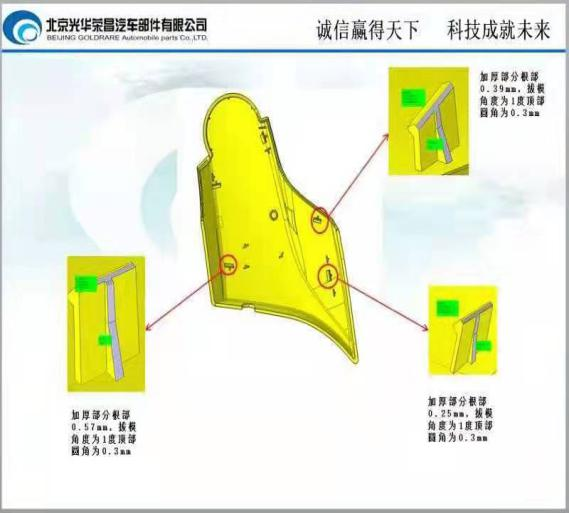 北京光华荣昌汽车部件有限公司
BEIJING GOLDRARE Automobile parts Co.,LTD.
诚信赢得天下 科技成就未来
加厚部分根部
0.39mm，拔模
角度为1度顶部
圆角为0.3mm
加厚部分根部
0.57mm，拔模
角度为1度顶部
圆角为0.3mm
加厚部分根部
0.25mm，拔模
角度为1度顶部
圆角为0.3mm